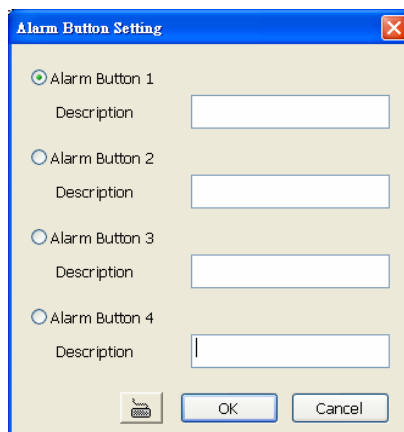 Alarm Button Setting
Alarm Button 1
Description
Alarm Button 2
Description
Alarm Button 3
Description
Alarm Button 4
Description
OK Cancel